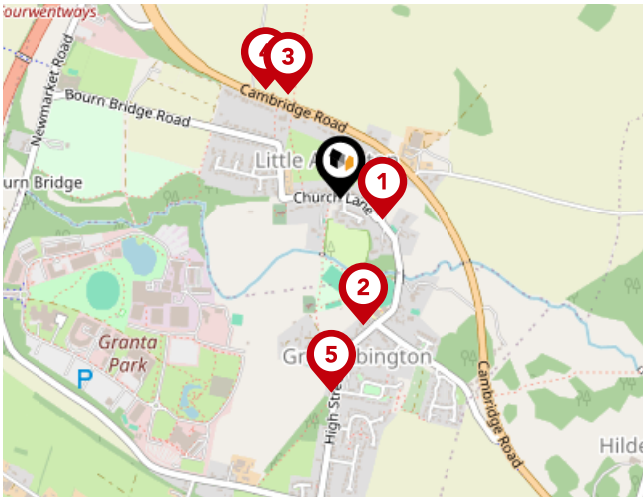 ourwentways
Newmarket Road
4
3
Cambridge Road
Bourn Bridge Road
Little A
urn Bridge
1
Church Lane
2
Granta
Park
5
Gr
bington
P
High Stre
Cambridge Road
Hilde